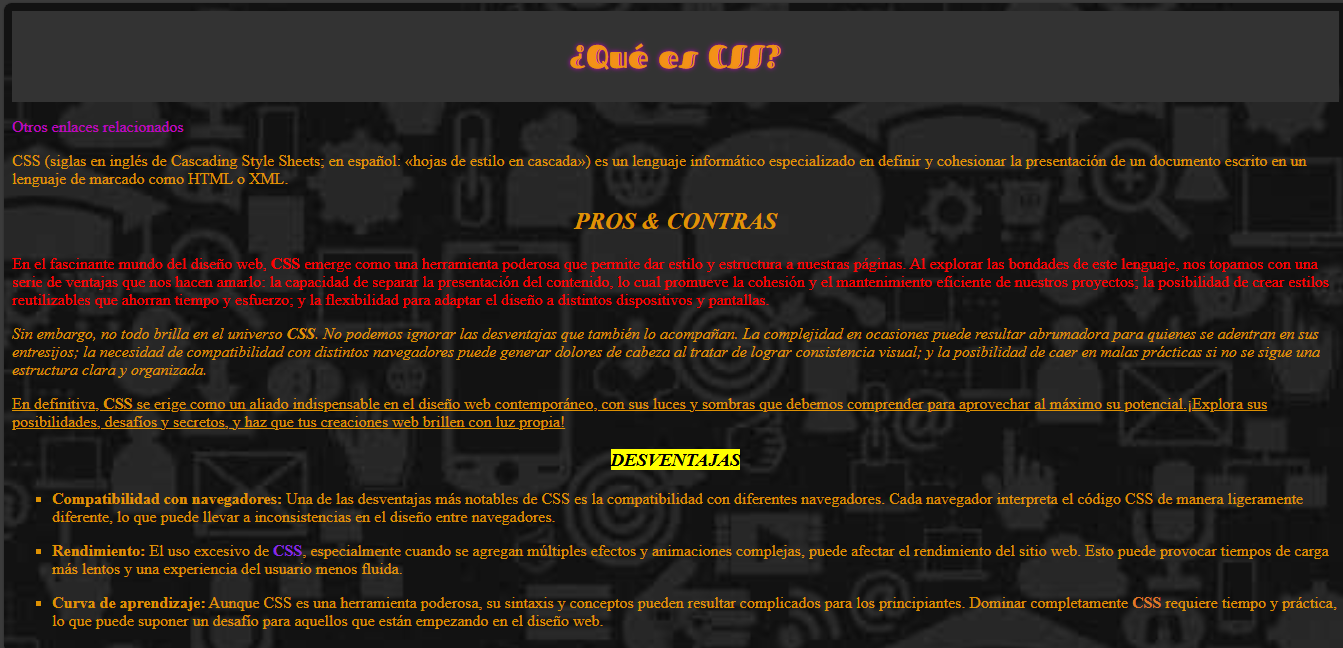 ¿Qué es CSS?
Otros enlaces relacionados
CSS (siglas en inglés de Cascading Style Sheets; en español: «hojas de estilo en cascada») es un lenguaje informático especializado en definir y cohesionar la presentación de un documento escrito en un
lenguaje de marcado como HTML o XML.
PROS & CONTRAS
En el fascinante mundo del diseño web, CSS emerge como una herramienta poderosa que permite dar estilo y estructura a nuestras páginas. Al explorar las bondades de este lenguaje, nos topamos con una
serie de ventajas que nos hacen amarlo: la capacidad de separar la presentación del contenido, lo cual promueve la cohesión y el mantenimiento eficiente de nuestros proyectos; la posibilidad de crear estilos
reutilizables que ahorran tiempo y esfuerzo; y la flexibilidad para adaptar el diseño a distintos dispositivos y pantallas.
Sin embargo, no todo brilla en el universo CSS. No podemos ignorar las desventajas que también lo acompañan. La complejidad en ocasiones puede resultar abrumadora para quienes se adentran en sus
entresijos; la necesidad de compatibilidad con distintos navegadores puede generar dolores de cabeza al tratar de lograr consistencia visual; y la posibilidad de caer en malas prácticas si no se sigue una
estructura clara y organizada.
En definitiva, CSS se erige como un aliado indispensable en el diseño web contemporáneo, con sus luces y sombras que debemos comprender para aprovechar al máximo su potencial.¡Explora sus
posibilidades, desafíos y secretos, y haz que tus creaciones web brillen con luz propia!
DESVENTAJAS
Compatibilidad con navegadores: Una de las desventajas más notables de CSS es la compatibilidad con diferentes navegadores. Cada navegador interpreta el código CSS de manera ligeramente
diferente, lo que puede llevar a inconsistencias en el diseño entre navegadores.
Rendimiento: El uso excesivo de CSS, especialmente cuando se agregan múltiples efectos y animaciones complejas, puede afectar el rendimiento del sitio web. Esto puede provocar tiempos de carga
más lentos y una experiencia del usuario menos fluida.
Curva de aprendizaje: Aunque CSS es una herramienta poderosa, su sintaxis y conceptos pueden resultar complicados para los principiantes. Dominar completamente CSS requiere tiempo y práctica,
lo que puede suponer un desafío para aquellos que están empezando en el diseño web.